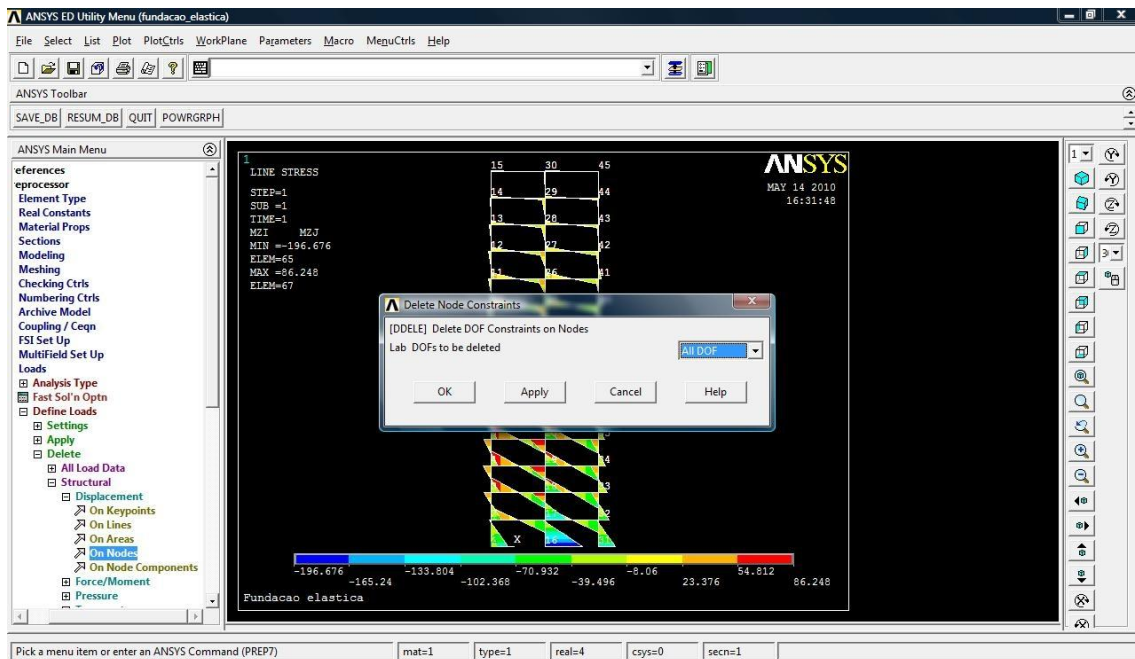 ANSYS ED Utility Menu (fundacao_elastica)
File Select List Plot PlotCtrls WorkPlane Parameters Macro MenuCtrls Help
ANSYS Toolbar
SAVE_DB RESUM_DB QUIT POWRGRPH
ANSYS Main Menu
eferences
eprocessor
Element Type
Real Constants
Material Props
Sections
Modeling
Meshing
Checking Ctrls
Numbering Ctrls
Archive Model
Coupling / Ceqn
FSI Set Up
MultiField Set Up
Loads
Analysis Type
Fast Sol'n Optn
Define Loads
Settings
Apply
Delete
All Load Data
Structural
Displacement
On Keypoints
On Lines
On Areas
On Nodes
On Node Components
Force/Moment
Pressure
1
LINE STRESS
STEP=1
SUB =1
TIME=1
MZI MZJ
MIN =-196.676
ELEM=65
MAX =86.248
ELEM=67
15 30 45
14 29 44
13 28 43
12 27 42
11 26 41
ANSYS
MAY 14 2010
16:31:48
Delete Node Constraints
[DDELE] Delete DOF Constraints on Nodes
Lab DOFs to be deleted All DOF
OK Apply Cancel Help
X
-196.676 -133.804 -70.932 -8.06 54.812
-165.24 -102.368 -39.496 23.376 86.248
Fundacao elastica
1
Pick a menu item or enter an ANSYS Command (PREP7) mat=1 type=1 real=4 csys=0 secn=1